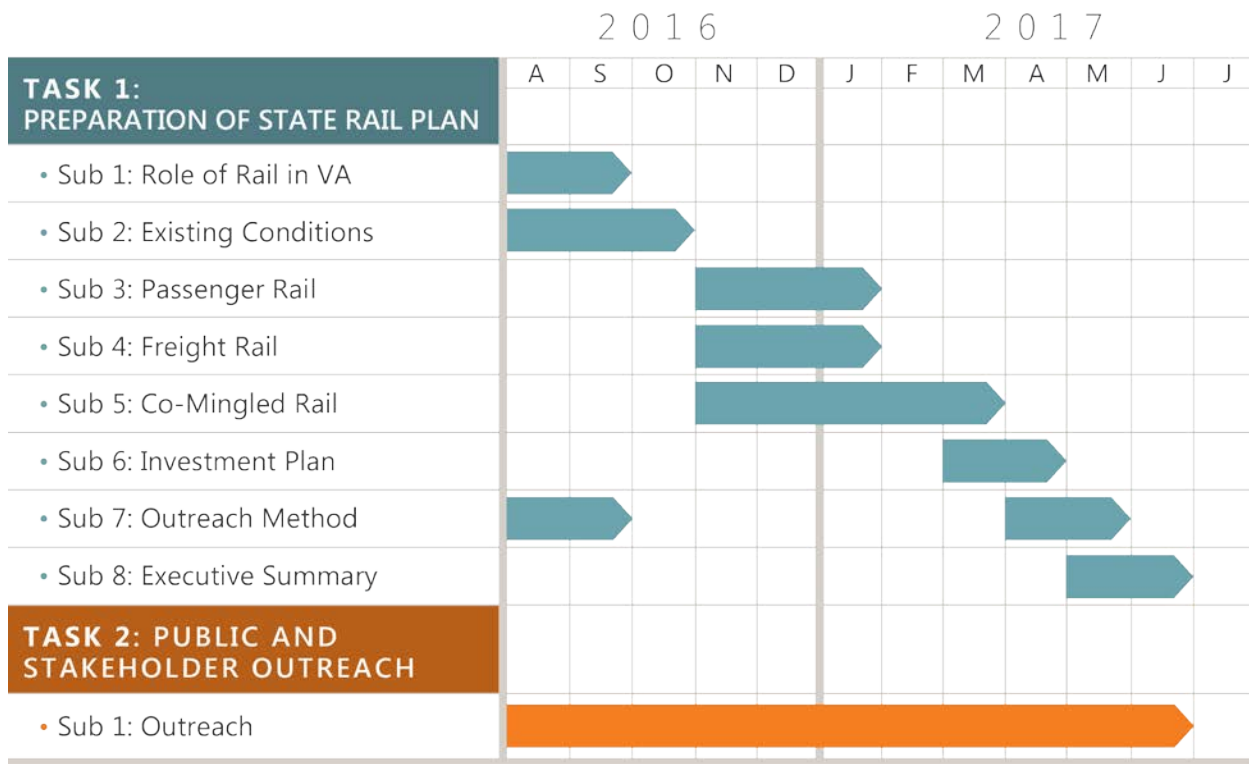 2016 2017
A S O N D J F M A M J J
TASK 1:
PREPARATION OF STATE RAIL PLAN
• Sub 1: Role of Rail in VA
• Sub 2: Existing Conditions
• Sub 3: Passenger Rail
• Sub 4: Freight Rail
• Sub 5: Co-Mingled Rail
• Sub 6: Investment Plan
• Sub 7: Outreach Method
• Sub 8: Executive Summary
TASK 2: PUBLIC AND
STAKEHOLDER OUTREACH
• Sub 1: Outreach